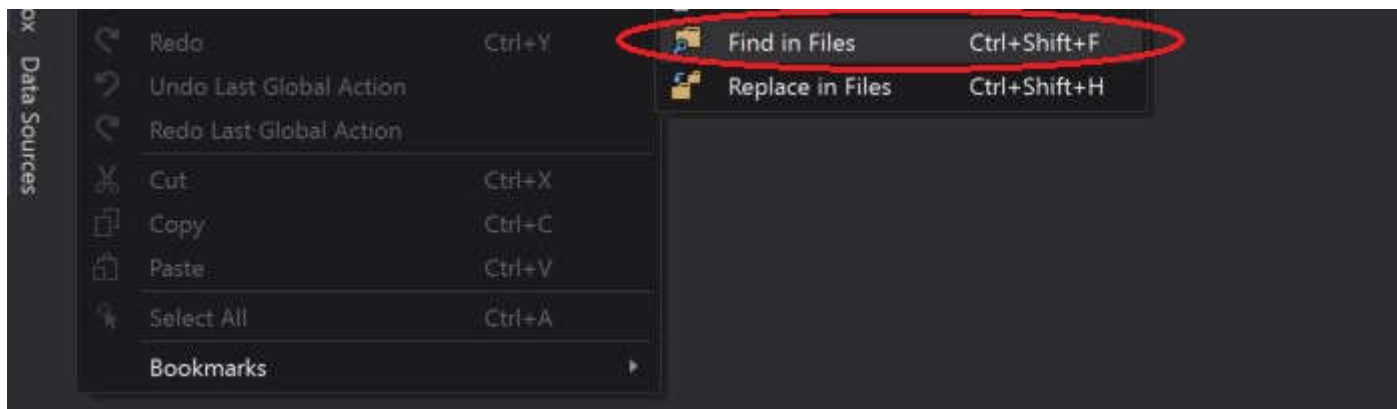 ox
Data Sources
Redo Ctrl+Y
Undo Last Global Action
Redo Last Global Action
Cut Ctrl+X
Copy Ctrl+C
Paste Ctrl+V
Select All Ctrl+A
Bookmarks
Find in Files Ctrl+Shift+F
Replace in Files Ctrl+Shift+H